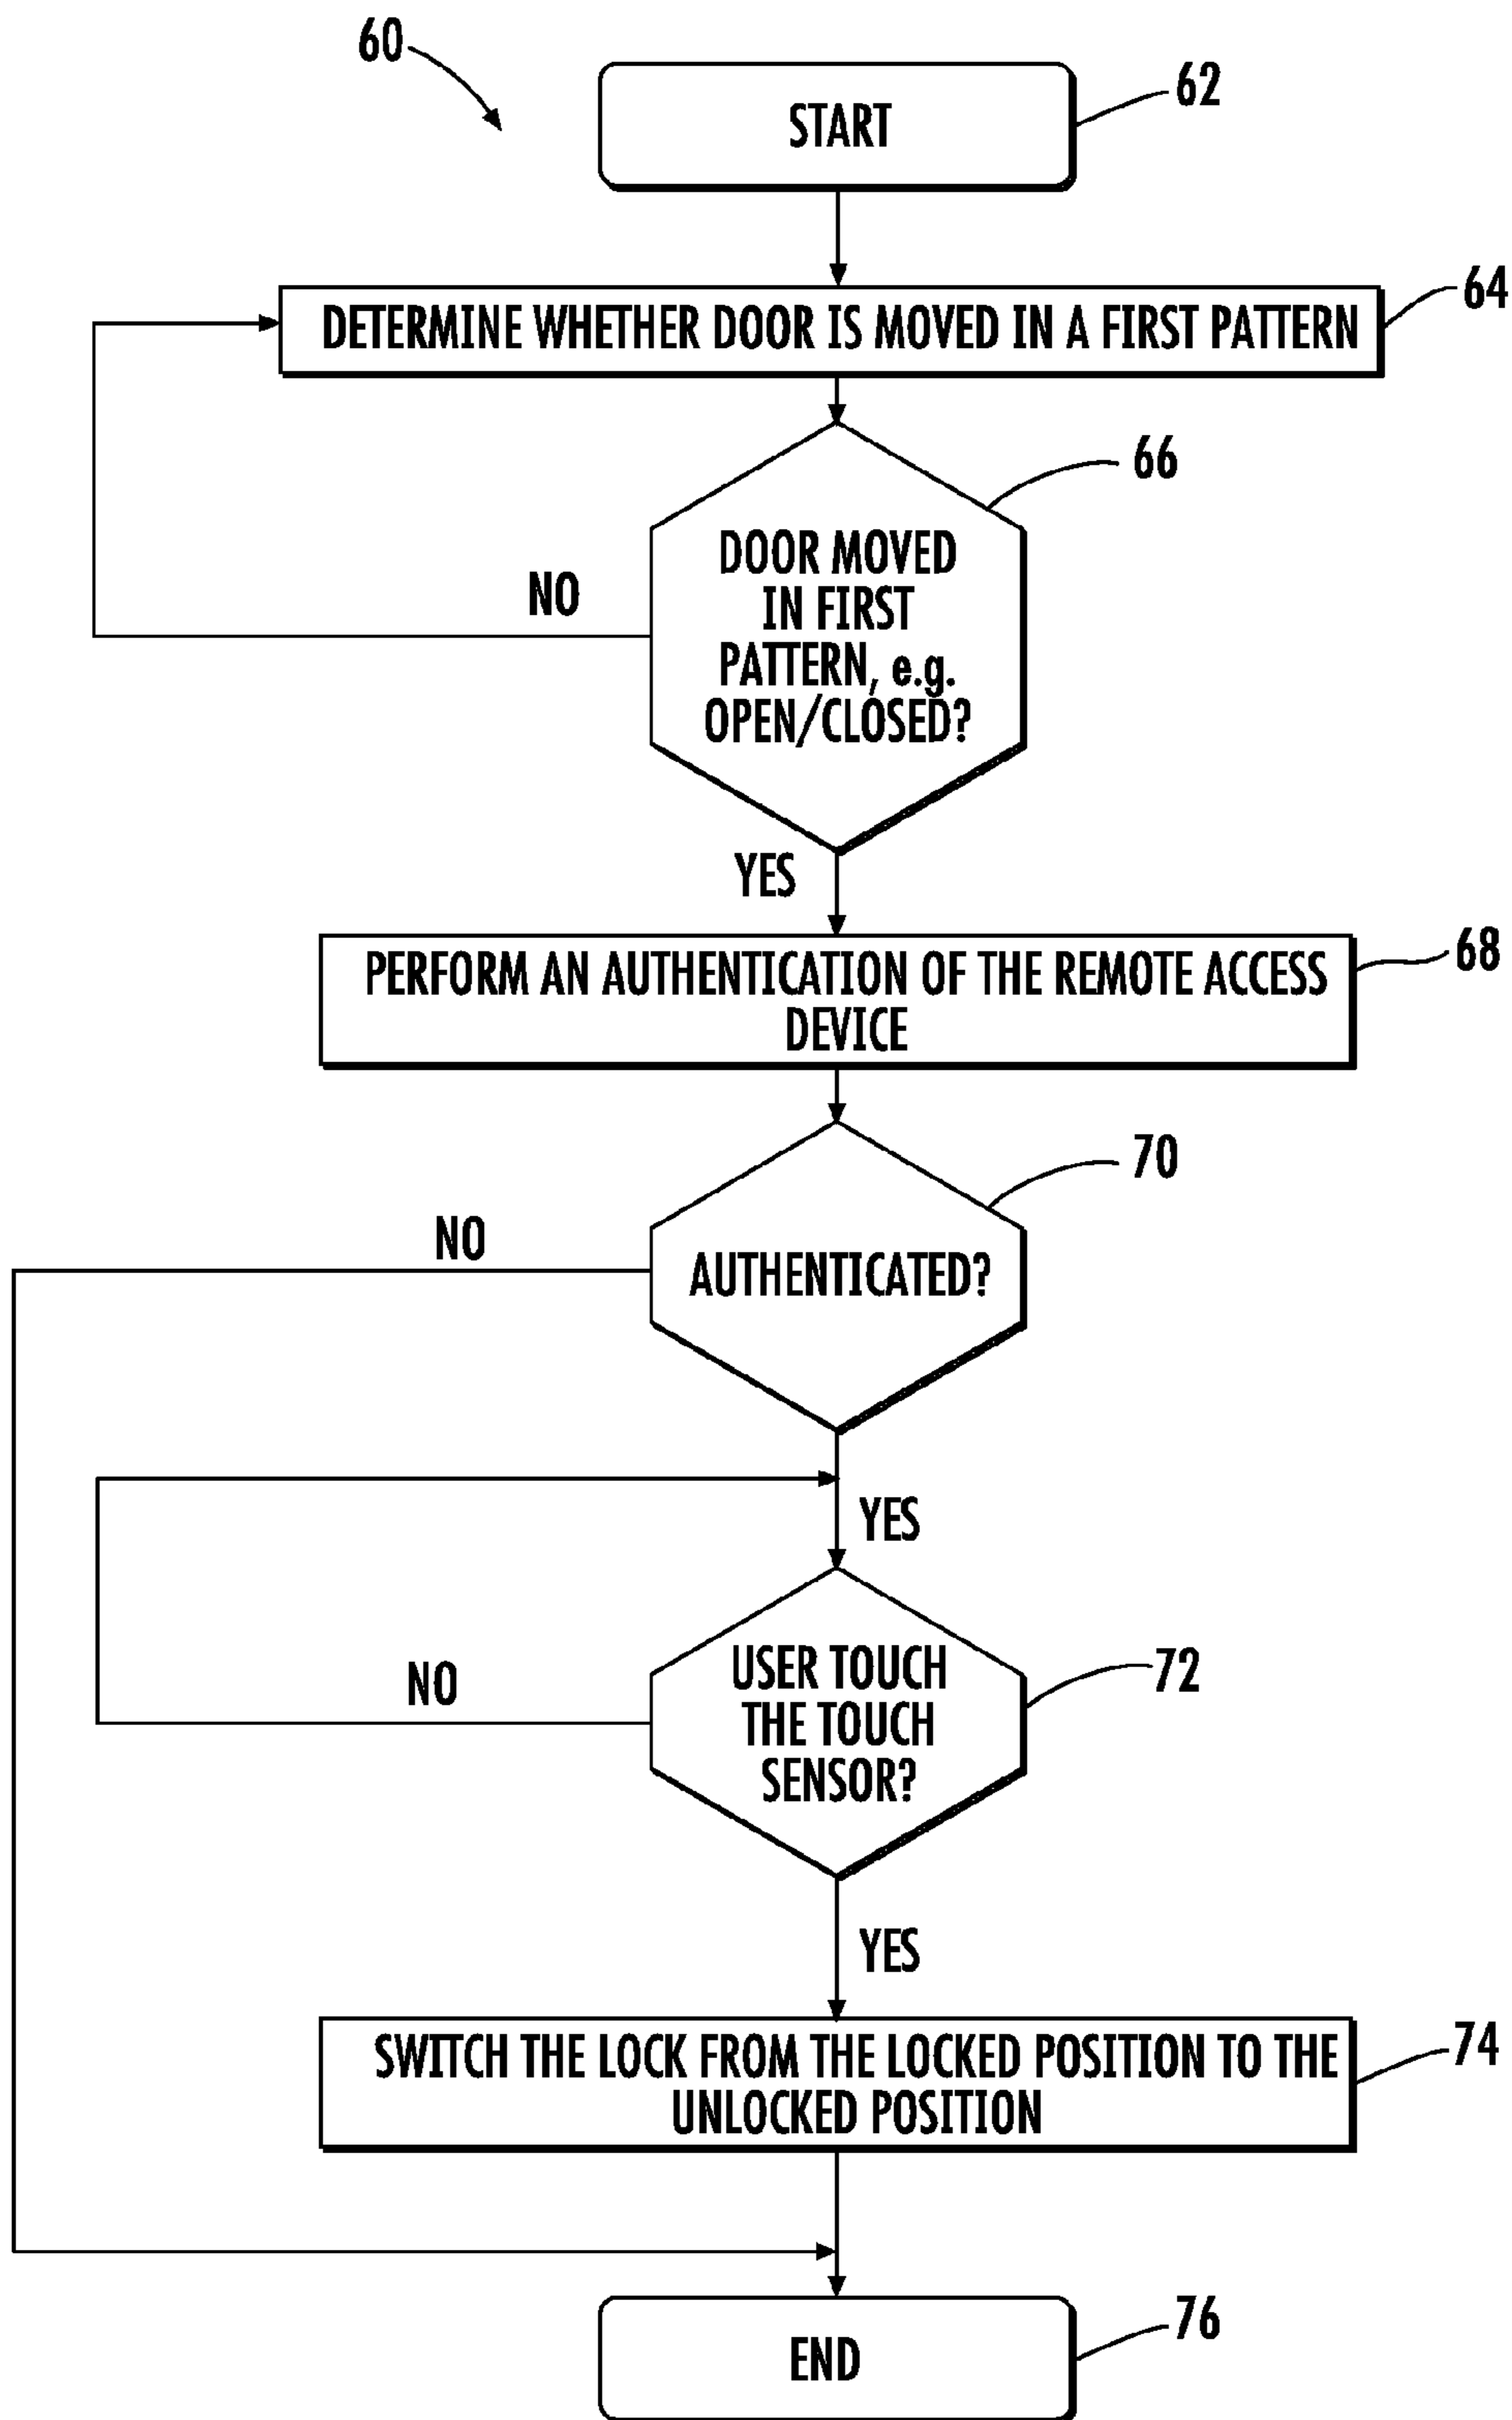 60
START
62
DETERMINE WHETHER DOOR IS MOVED IN A FIRST PATTERN
64
DOOR MOVED
IN FIRST
PATTERN, e.g.
OPEN/CLOSED?
66
NO
YES
PERFORM AN AUTHENTICATION OF THE REMOTE ACCESS
DEVICE
68
AUTHENTICATED?
70
NO
YES
USER TOUCH
THE TOUCH
SENSOR?
72
NO
YES
SWITCH THE LOCK FROM THE LOCKED POSITION TO THE
UNLOCKED POSITION
74
END
76